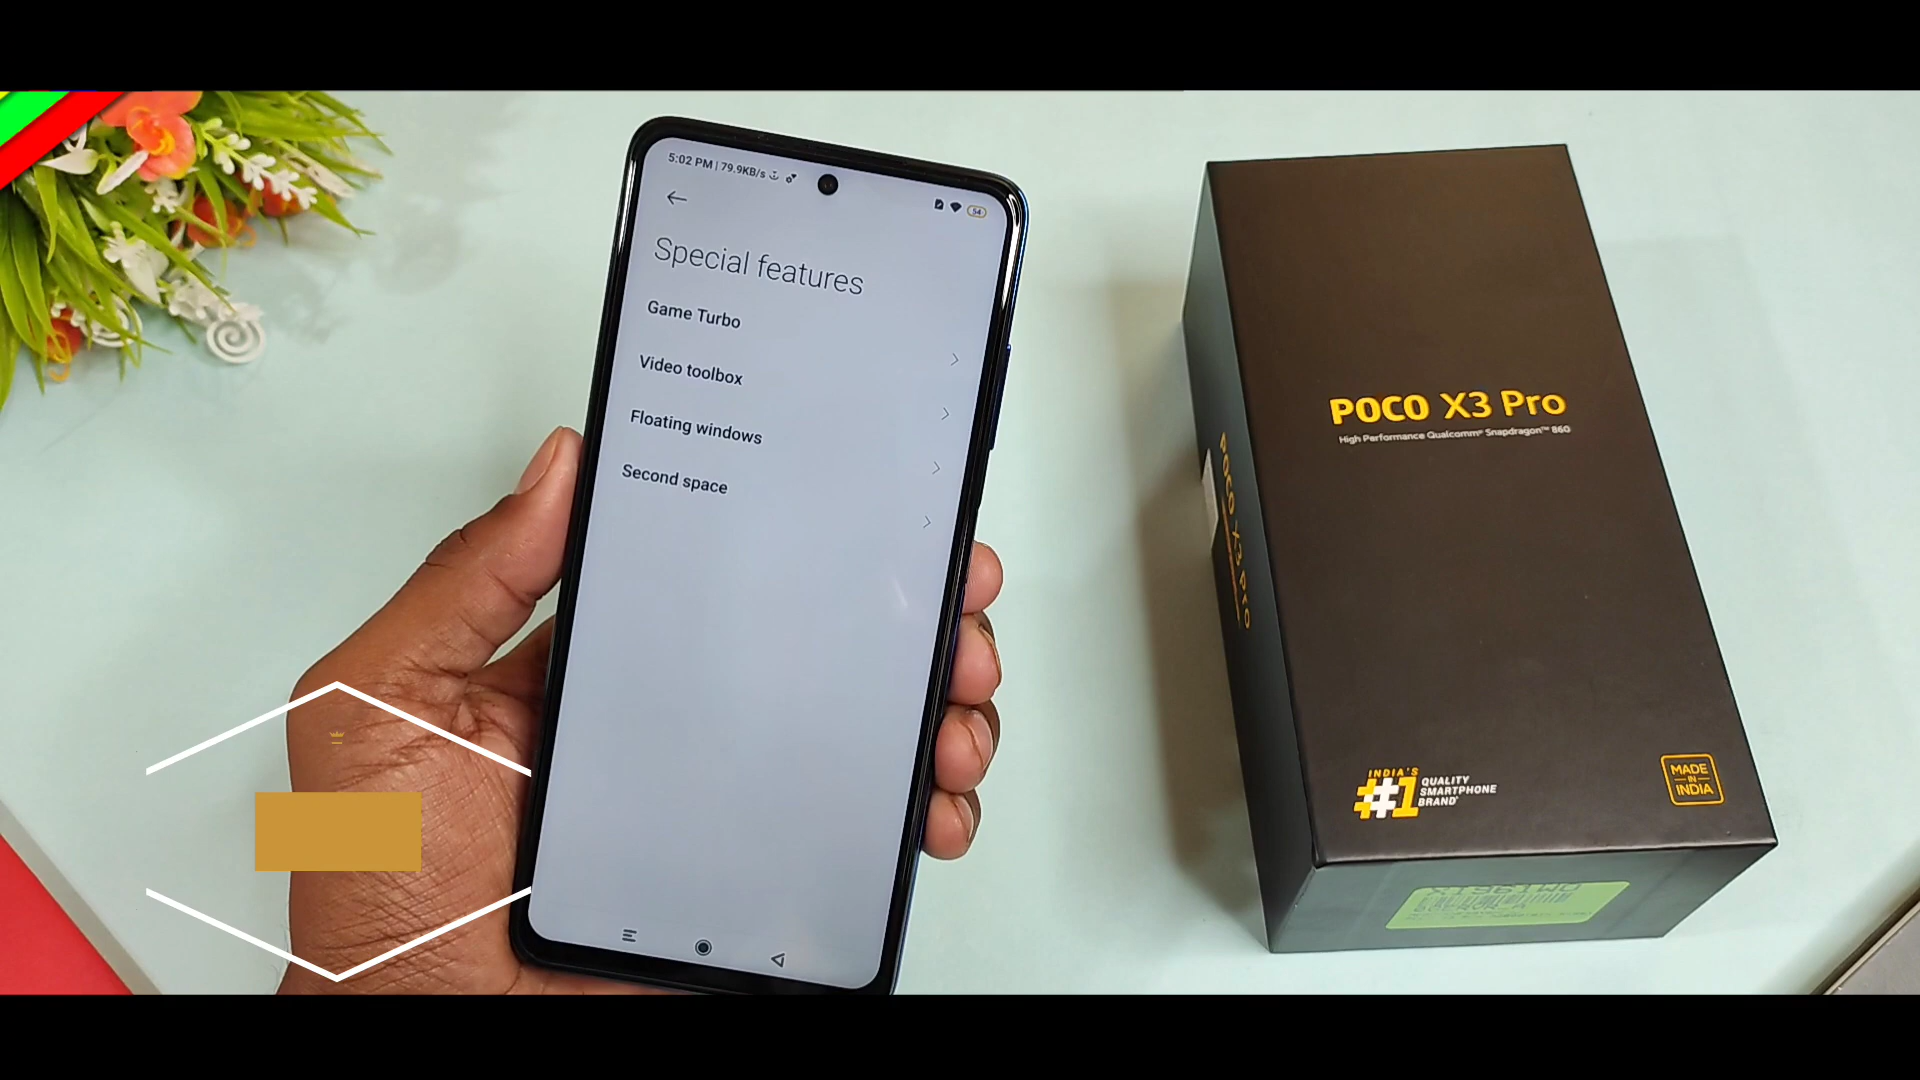 5:02 PM | 79.9KB/s
54
Special features
Game Turbo
Video toolbox
Floating windows
Second space
POCO X3 Pro
High Performance Qualcomm® Snapdragon™ 860
POCO X3 Pro
INDIA'S
#1 QUALITY
SMARTPHONE
BRAND*
MADE
IN
INDIA